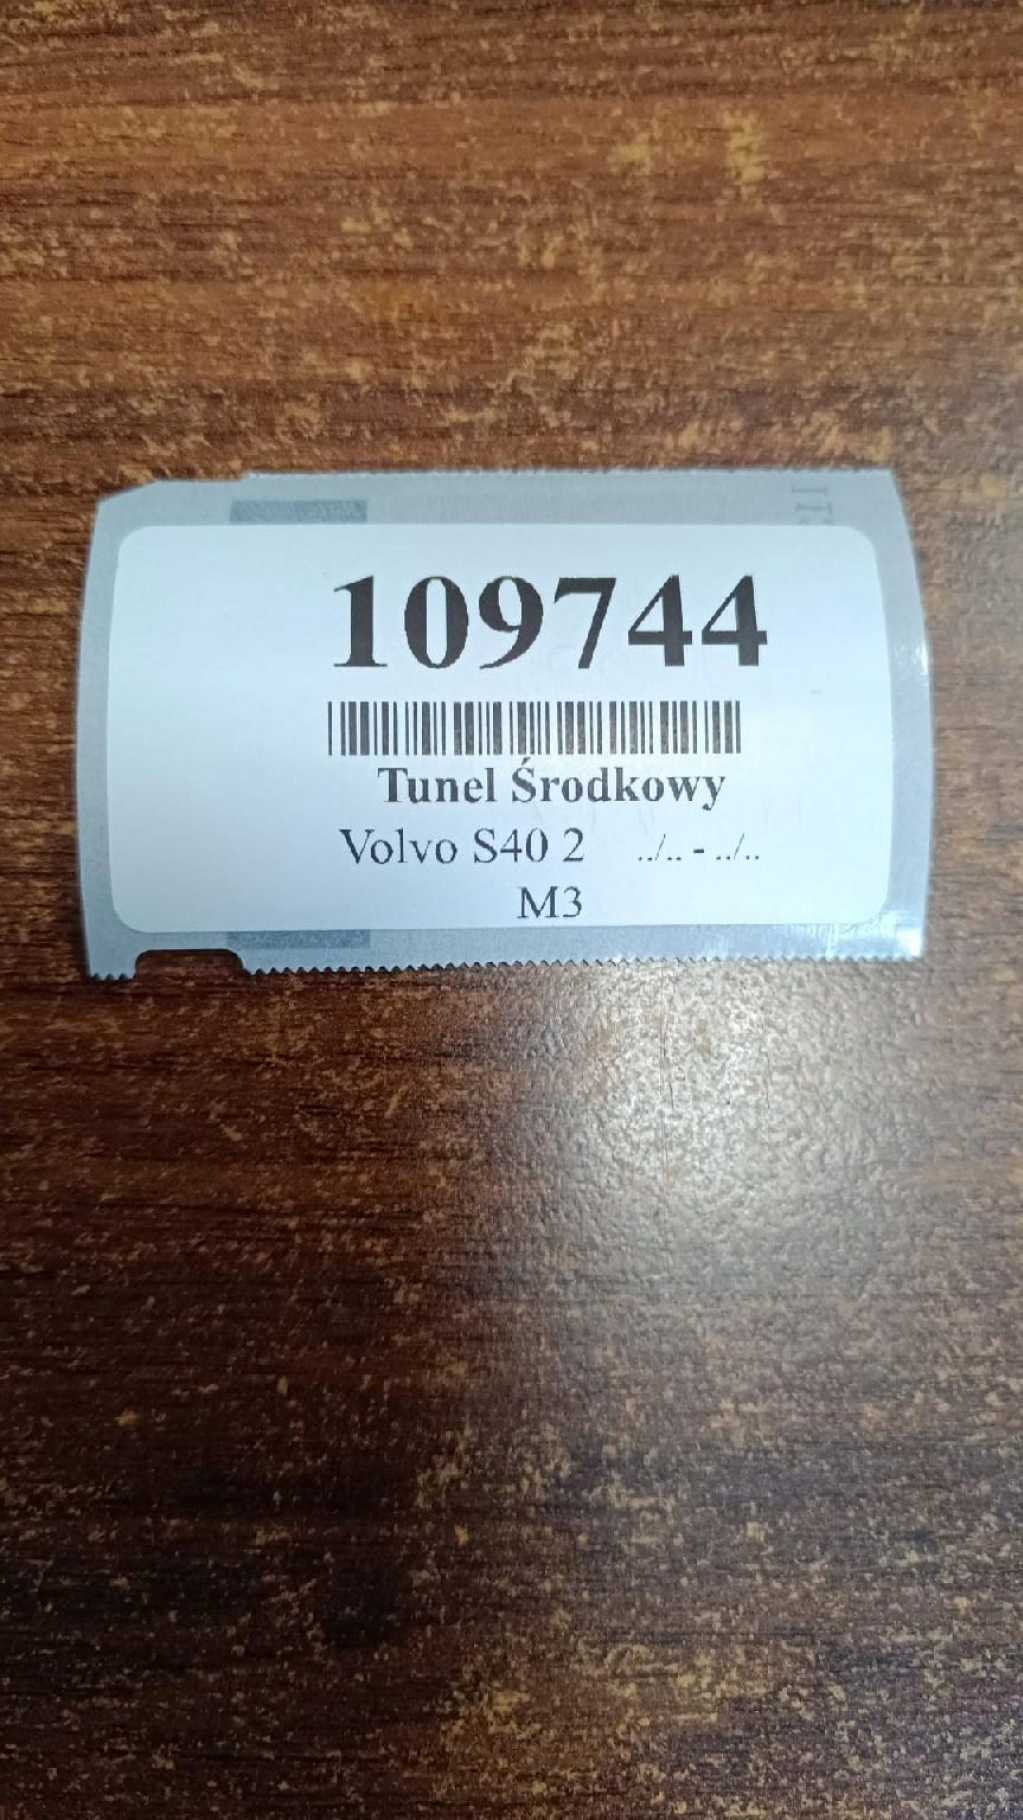 109744
Tunel Środkowy
Volvo S40 2 ../.. - ../..
M3